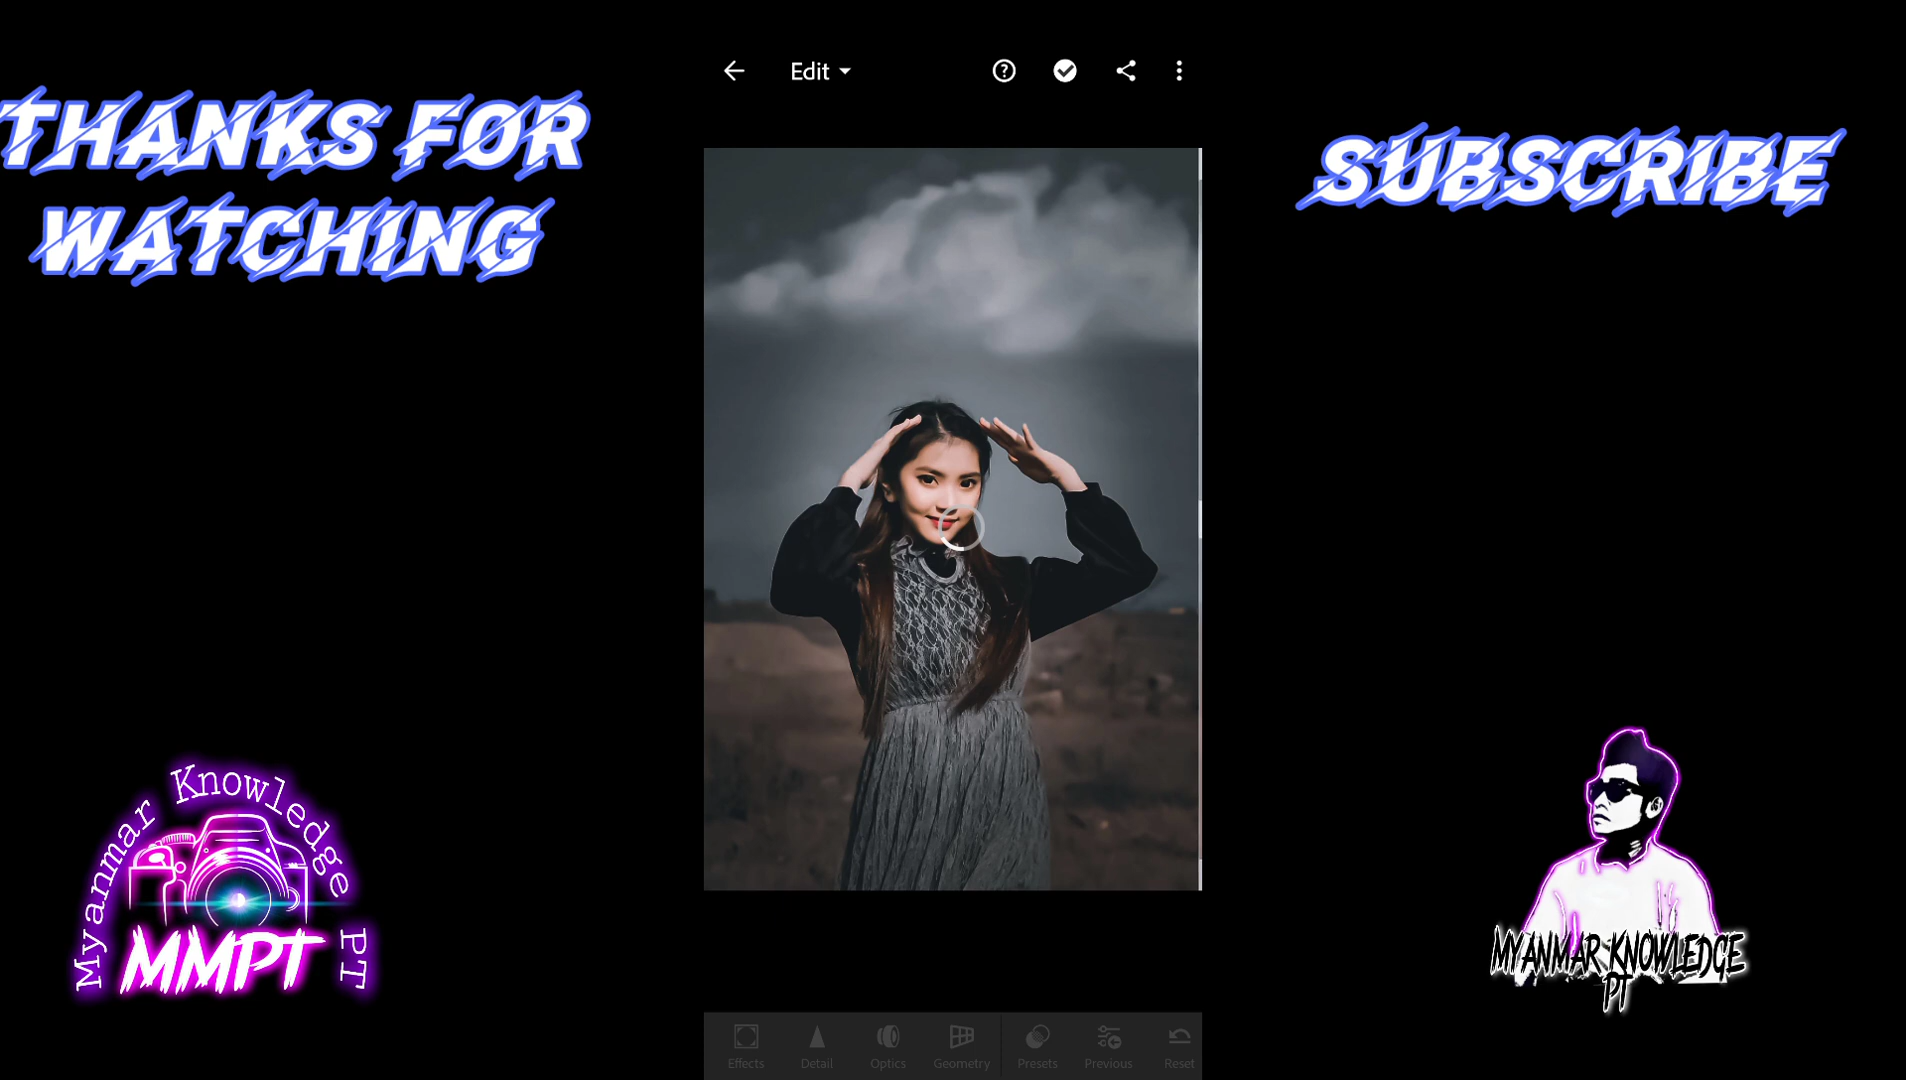 Edit
THANKS FOR
WATCHING
SUBSCRIBE
Myanmar Knowledge PT
MMPT
MYANMAR KNOWLEDGE
PT
Effects
Detail
Optics
Geometry
Presets
Previous
Reset